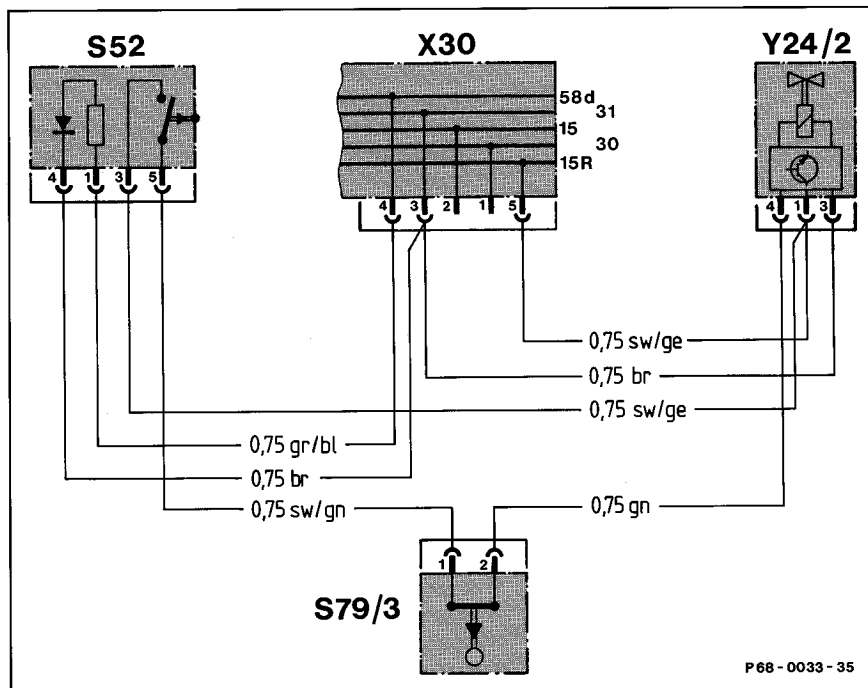 S52 X30 Y24/2
58d
31
15
30
15R
4 1 3 5
4 3 2 1 5
4 1 3
0,75 sw/ge
0,75 br
0,75 sw/ge
0,75 gr/bl
0,75 br
0,75 sw/gn
0,75 gn
1 2
S79/3
P68-0033-35